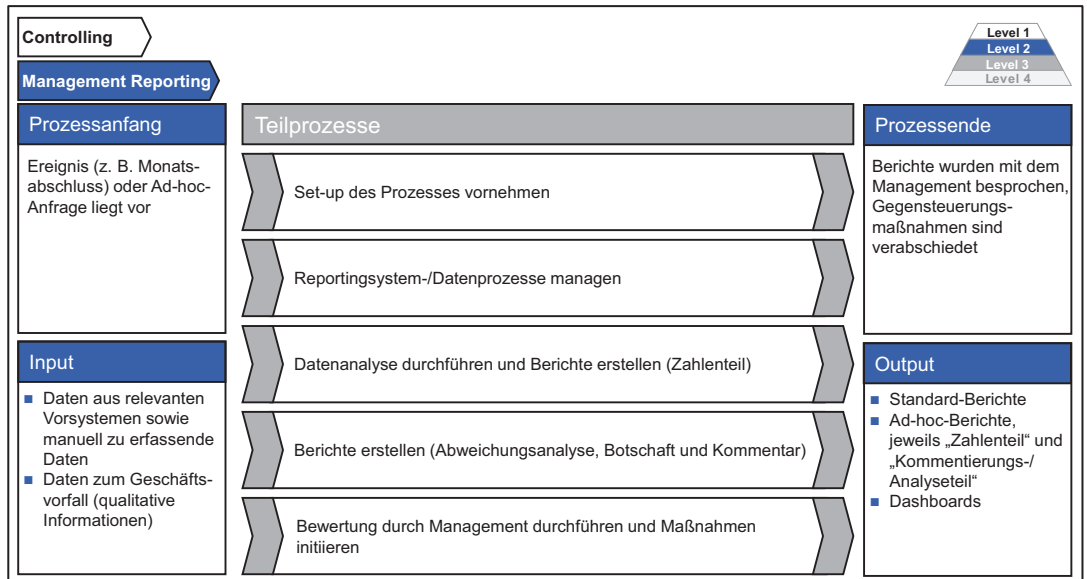 Controlling
Level 1
Level 2
Level 3
Level 4
Management Reporting
Prozessanfang
Ereignis (z. B. Monats-
abschluss) oder Ad-hoc-
Anfrage liegt vor
Input
Daten aus relevanten
Vorsystemen sowie
manuell zu erfassende
Daten
Daten zum Geschäfts-
vorfall (qualitative
Informationen)
Teilprozesse
Set-up des Prozesses vornehmen
Reportingsystem-/Datenprozesse managen
Datenanalyse durchführen und Berichte erstellen (Zahlenteil)
Berichte erstellen (Abweichungsanalyse, Botschaft und Kommentar)
Bewertung durch Management durchführen und Maßnahmen
initiieren
Prozessende
Berichte wurden mit dem
Management besprochen,
Gegensteuerungs-
maßnahmen sind
verabschiedet
Output
Standard-Berichte
Ad-hoc-Berichte,
jeweils „Zahlenteil“ und
„Kommentierungs-/
Analyseteil“
Dashboards